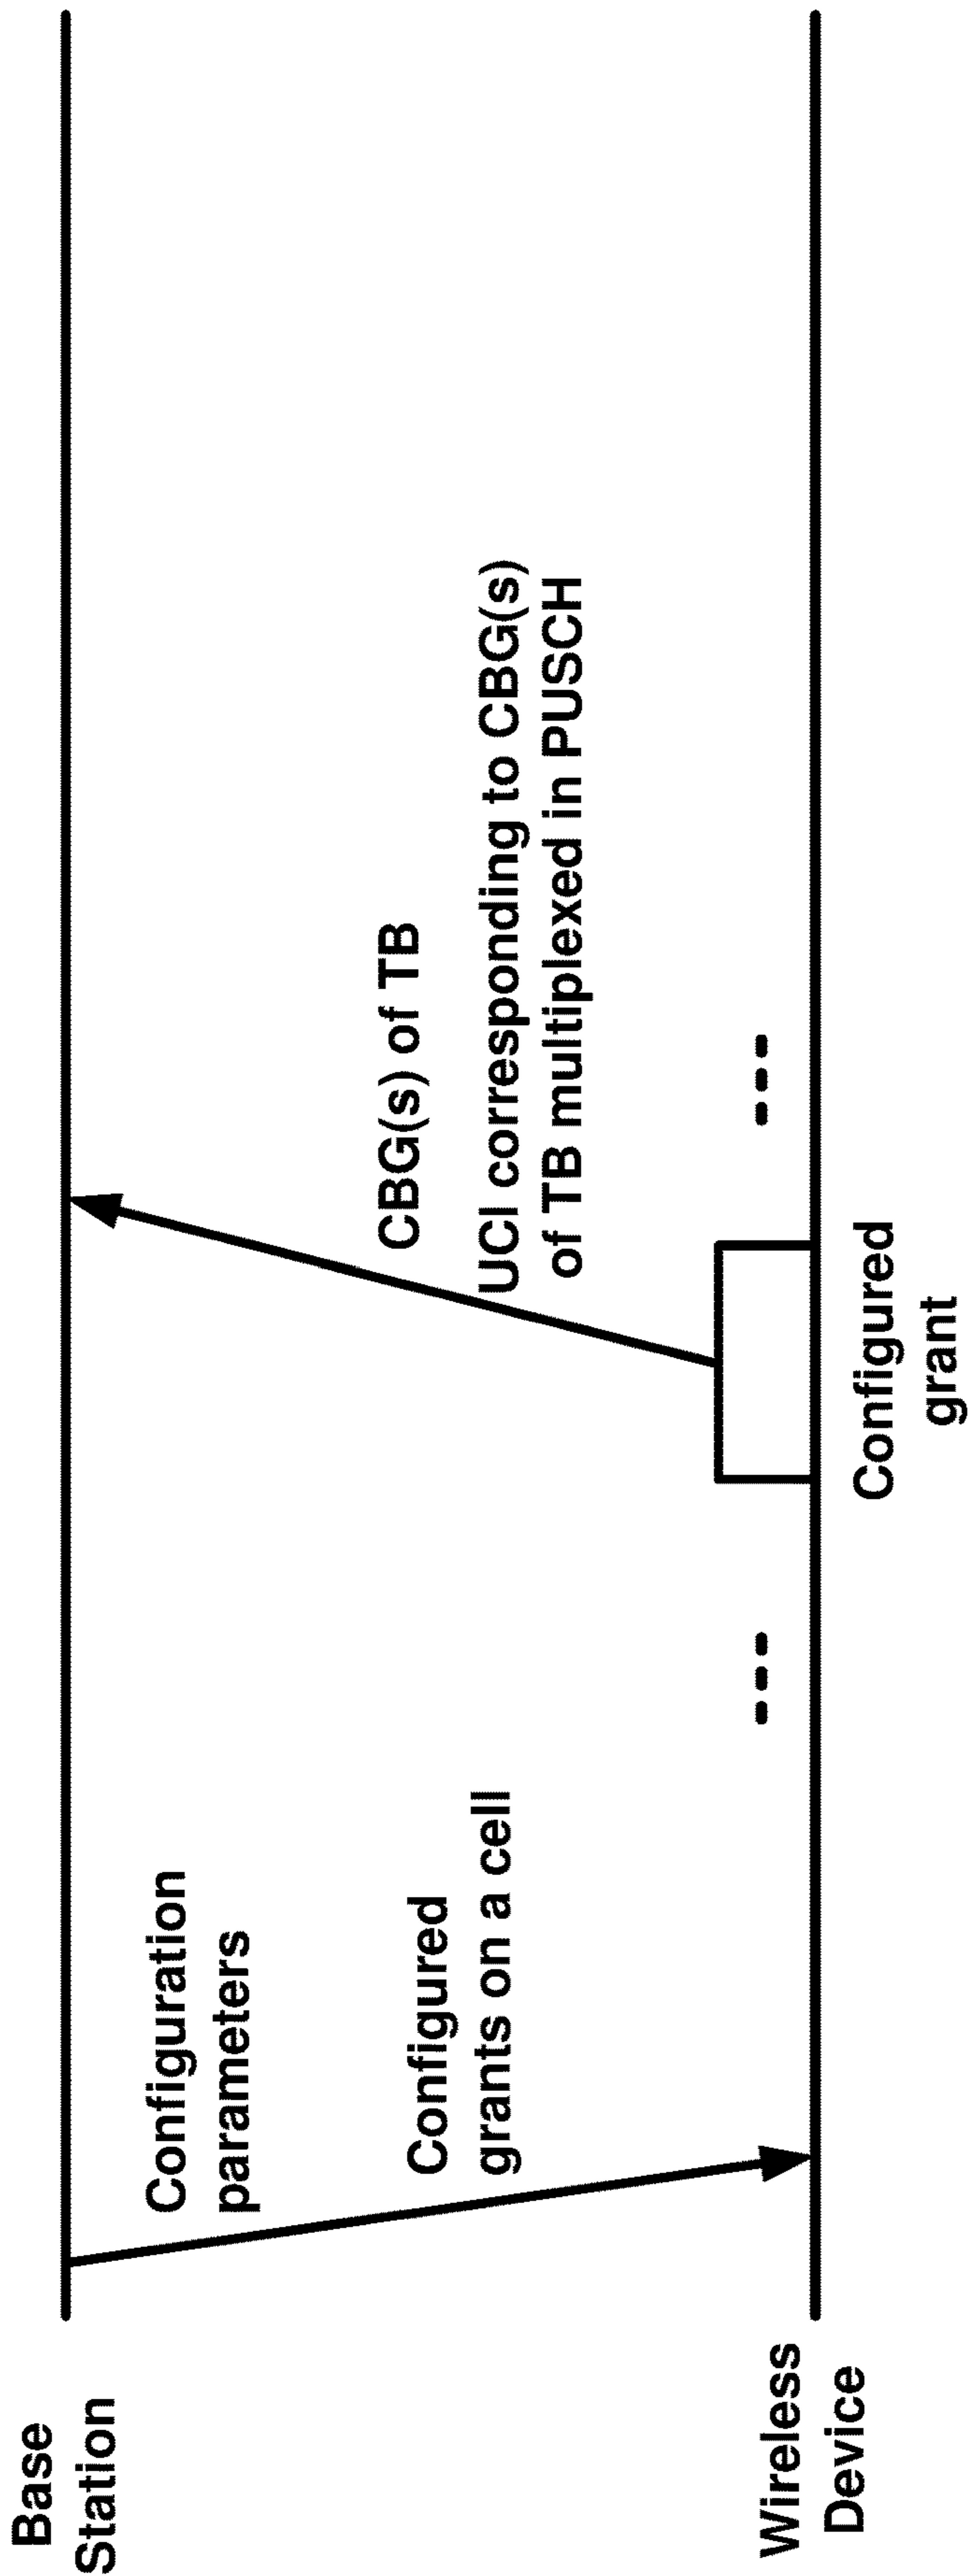 Base
Station
Configuration
parameters
Configured
grants on a cell
CBG(s) of TB
UCI corresponding to CBG(s)
of TB multiplexed in PUSCH
Wireless
Device
Configured
grant